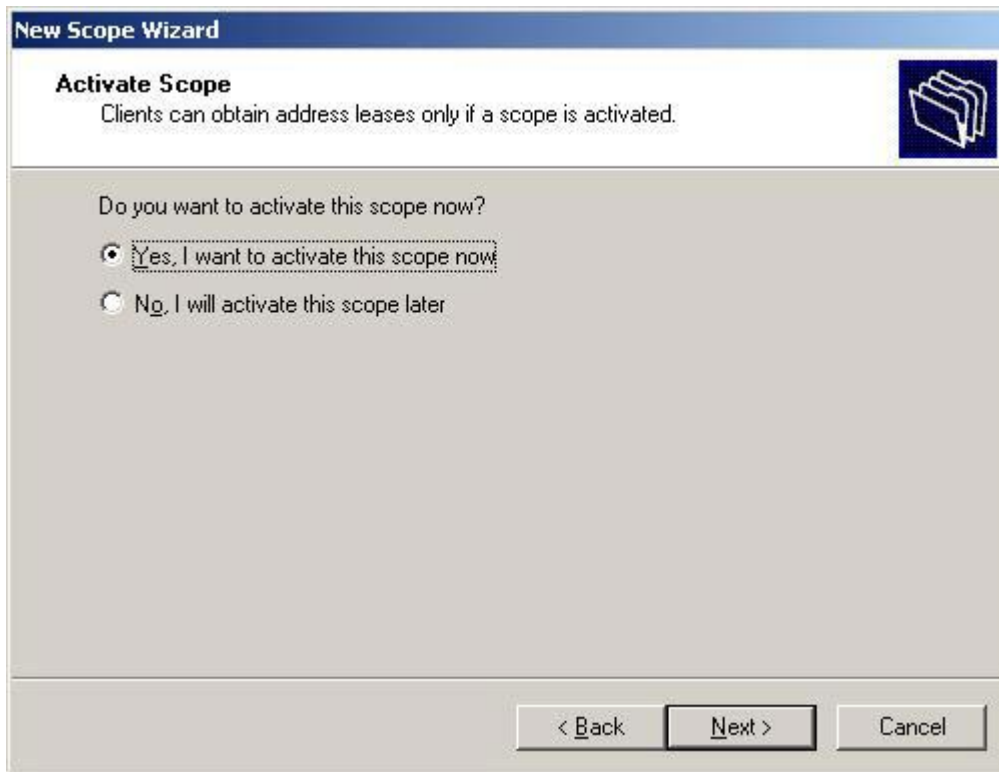 New Scope Wizard
Activate Scope
Clients can obtain address leases only if a scope is activated.
Do you want to activate this scope now?
Yes, I want to activate this scope now
No, I will activate this scope later
< Back Next > Cancel